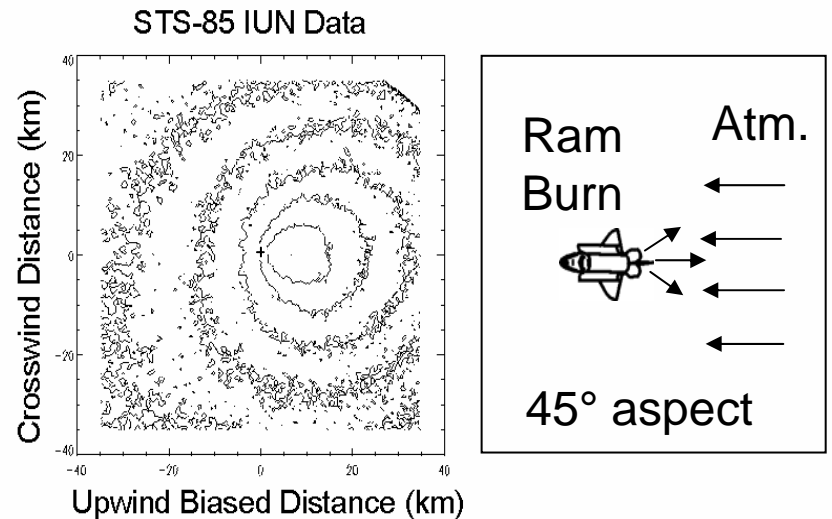 STS-85 IUN Data
40
20
0
-20
-40
-40
-20
0
20
40
Crosswind Distance (km)
Upwind Biased Distance (km)
Ram
Burn
Atm.
45° aspect